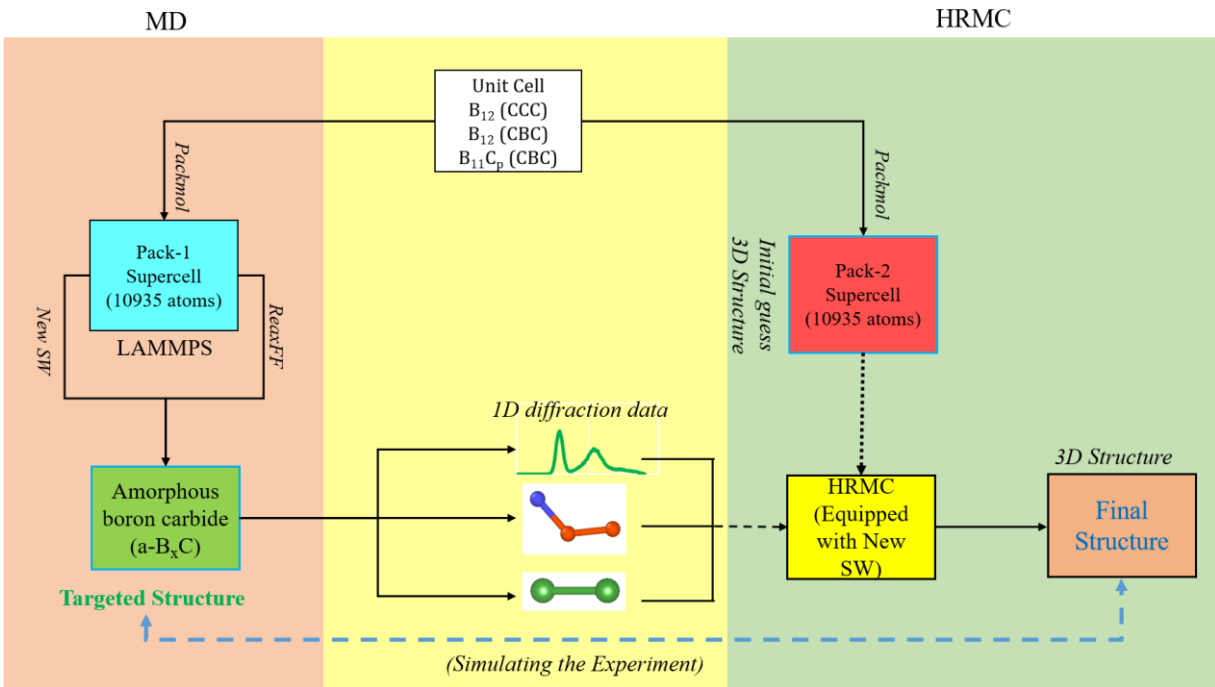 MD
HRMC
Unit Cell
B₁₂ (CCC)
B₁₂ (CBC)
B₁₁Cₚ (CBC)
Packmol
Packmol
Pack-1
Supercell
(10935 atoms)
LAMMPS
New SW
ReaxFF
Initial guess
3D Structure
Pack-2
Supercell
(10935 atoms)
1D diffraction data
Amorphous
boron carbide
(a-BₓC)
Targeted Structure
HRMC
(Equipped
with New
SW)
3D Structure
Final
Structure
(Simulating the Experiment)